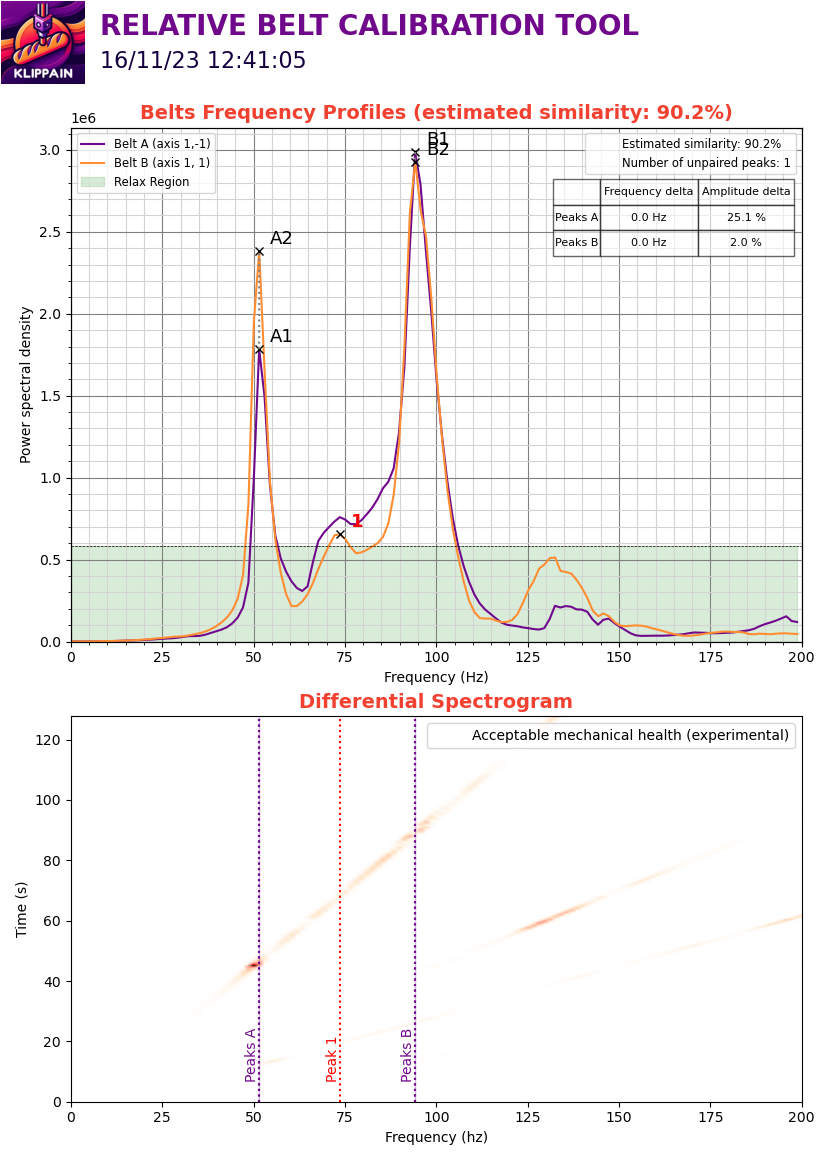 RELATIVE BELT CALIBRATION TOOL
16/11/23 12:41:05
KLIPPAIN
Belts Frequency Profiles (estimated similarity: 90.2%)
1e6
Belt A (axis 1,-1)
Belt B (axis 1, 1)
Relax Region
Estimated similarity: 90.2%
Number of unpaired peaks: 1
Frequency delta Amplitude delta
Peaks A 0.0 Hz 25.1 %
Peaks B 0.0 Hz 2.0 %
B1
B2
A2
A1
1
3.0
2.5
2.0
1.5
1.0
0.5
0.0
Power spectral density
0 25 50 75 100 125 150 175 200
Frequency (Hz)
Differential Spectrogram
Acceptable mechanical health (experimental)
120
100
80
60
40
20
0
Time (s)
Peaks A
Peak 1
Peaks B
0 25 50 75 100 125 150 175 200
Frequency (hz)